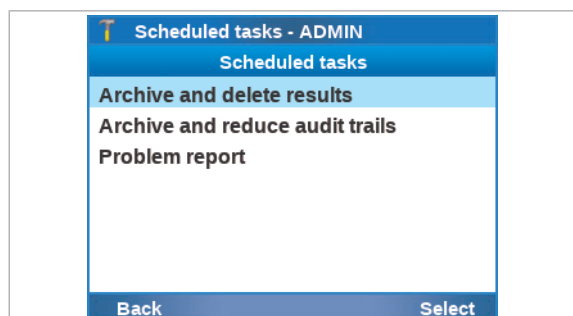 Scheduled tasks - ADMIN
Scheduled tasks
Archive and delete results
Archive and reduce audit trails
Problem report
Back Select